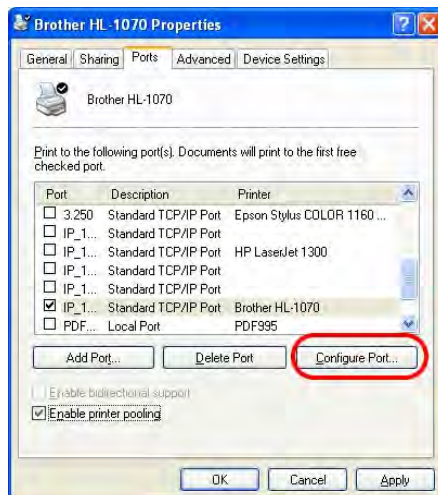 Brother HL-1070 Properties
General Sharing Ports Advanced Device Settings
Brother HL-1070
Print to the following port(s). Documents will print to the first free
checked port.
Port Description Printer
3.250 Standard TCP/IP Port Epson Stylus COLOR 1160 ...
IP_1... Standard TCP/IP Port
IP_1... Standard TCP/IP Port HP LaserJet 1300
IP_1... Standard TCP/IP Port
IP_1... Standard TCP/IP Port
IP_1... Standard TCP/IP Port Brother HL-1070
PDF... Local Port PDF995
Add Port... Delete Port Configure Port...
Enable bidirectional support
Enable printer pooling
OK Cancel Apply